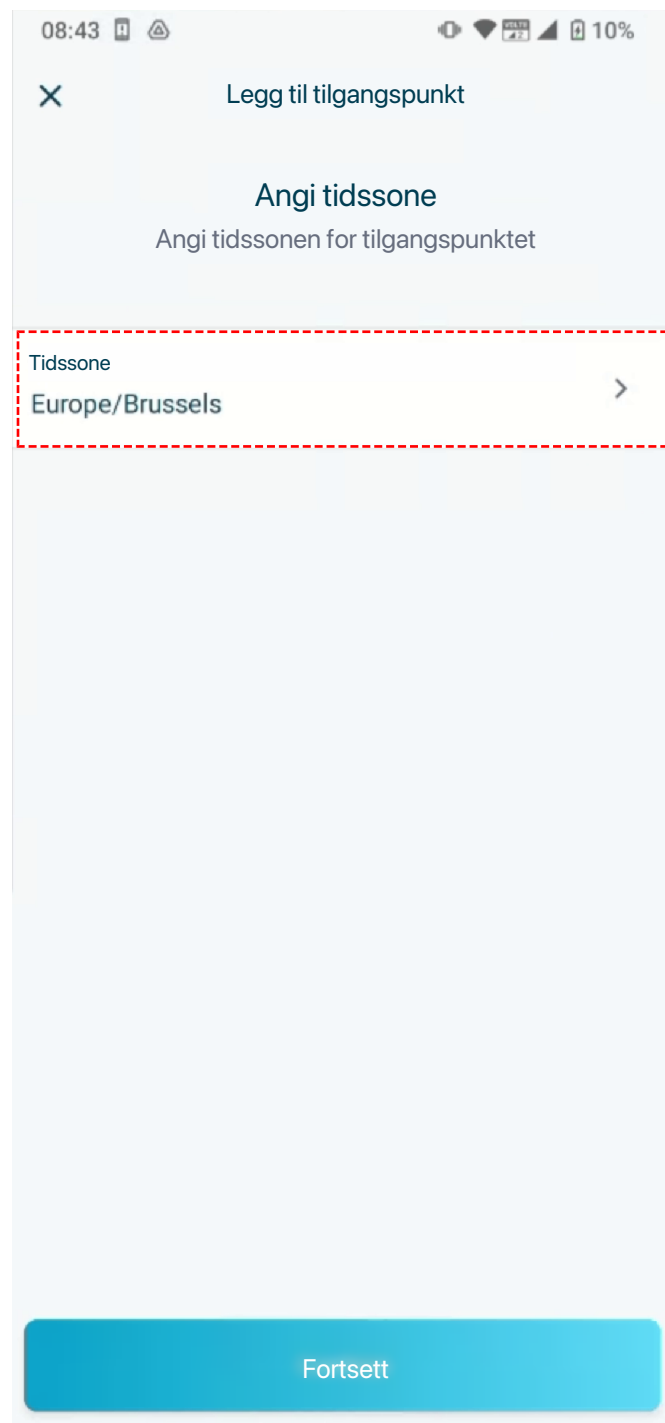 08:43 10%
Legg til tilgangspunkt
Angi tidssone
Angi tidssonen for tilgangspunktet
Tidssone
Europe/Brussels
Fortsett